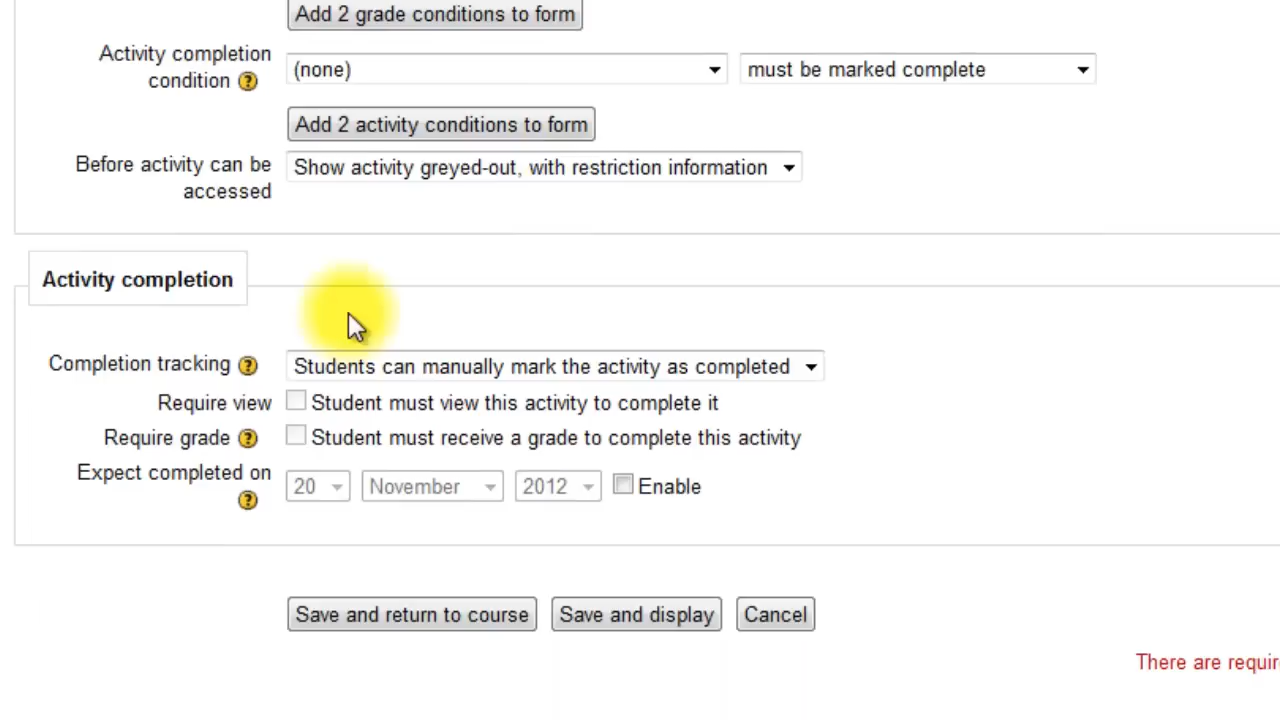 Add 2 grade conditions to form
Activity completion
condition
(none)
must be marked complete
Add 2 activity conditions to form
Before activity can be
accessed
Show activity greyed-out, with restriction information
Activity completion
Completion tracking
Students can manually mark the activity as completed
Require view
Student must view this activity to complete it
Require grade
Student must receive a grade to complete this activity
Expect completed on
20 November 2012 Enable
Save and return to course Save and display Cancel
There are requir